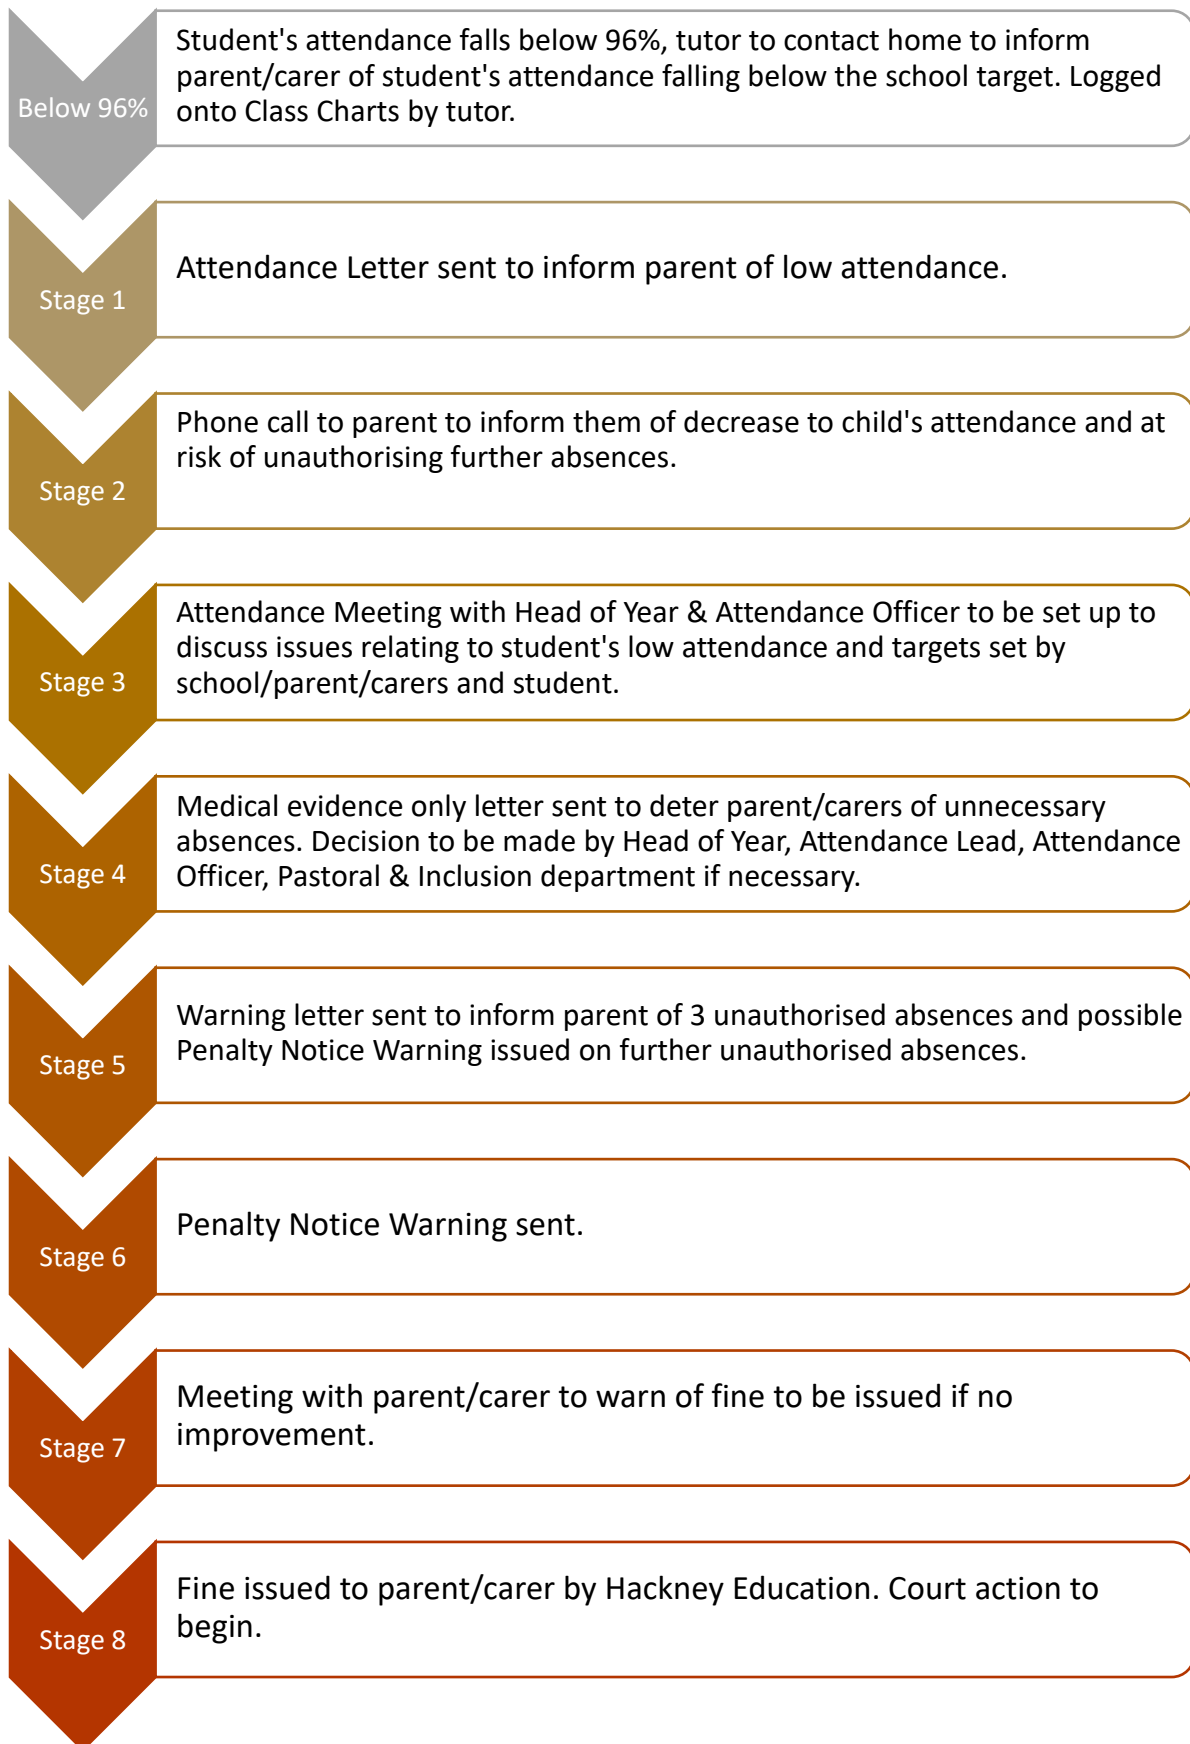 Below 96%
Student's attendance falls below 96%, tutor to contact home to inform
parent/carer of student's attendance falling below the school target. Logged
onto Class Charts by tutor.
Stage 1
Attendance Letter sent to inform parent of low attendance.
Stage 2
Phone call to parent to inform them of decrease to child's attendance and at
risk of unauthorising further absences.
Stage 3
Attendance Meeting with Head of Year & Attendance Officer to be set up to
discuss issues relating to student's low attendance and targets set by
school/parent/carers and student.
Stage 4
Medical evidence only letter sent to deter parent/carers of unnecessary
absences. Decision to be made by Head of Year, Attendance Lead, Attendance
Officer, Pastoral & Inclusion department if necessary.
Stage 5
Warning letter sent to inform parent of 3 unauthorised absences and possible
Penalty Notice Warning issued on further unauthorised absences.
Stage 6
Penalty Notice Warning sent.
Stage 7
Meeting with parent/carer to warn of fine to be issued if no
improvement.
Stage 8
Fine issued to parent/carer by Hackney Education. Court action to
begin.